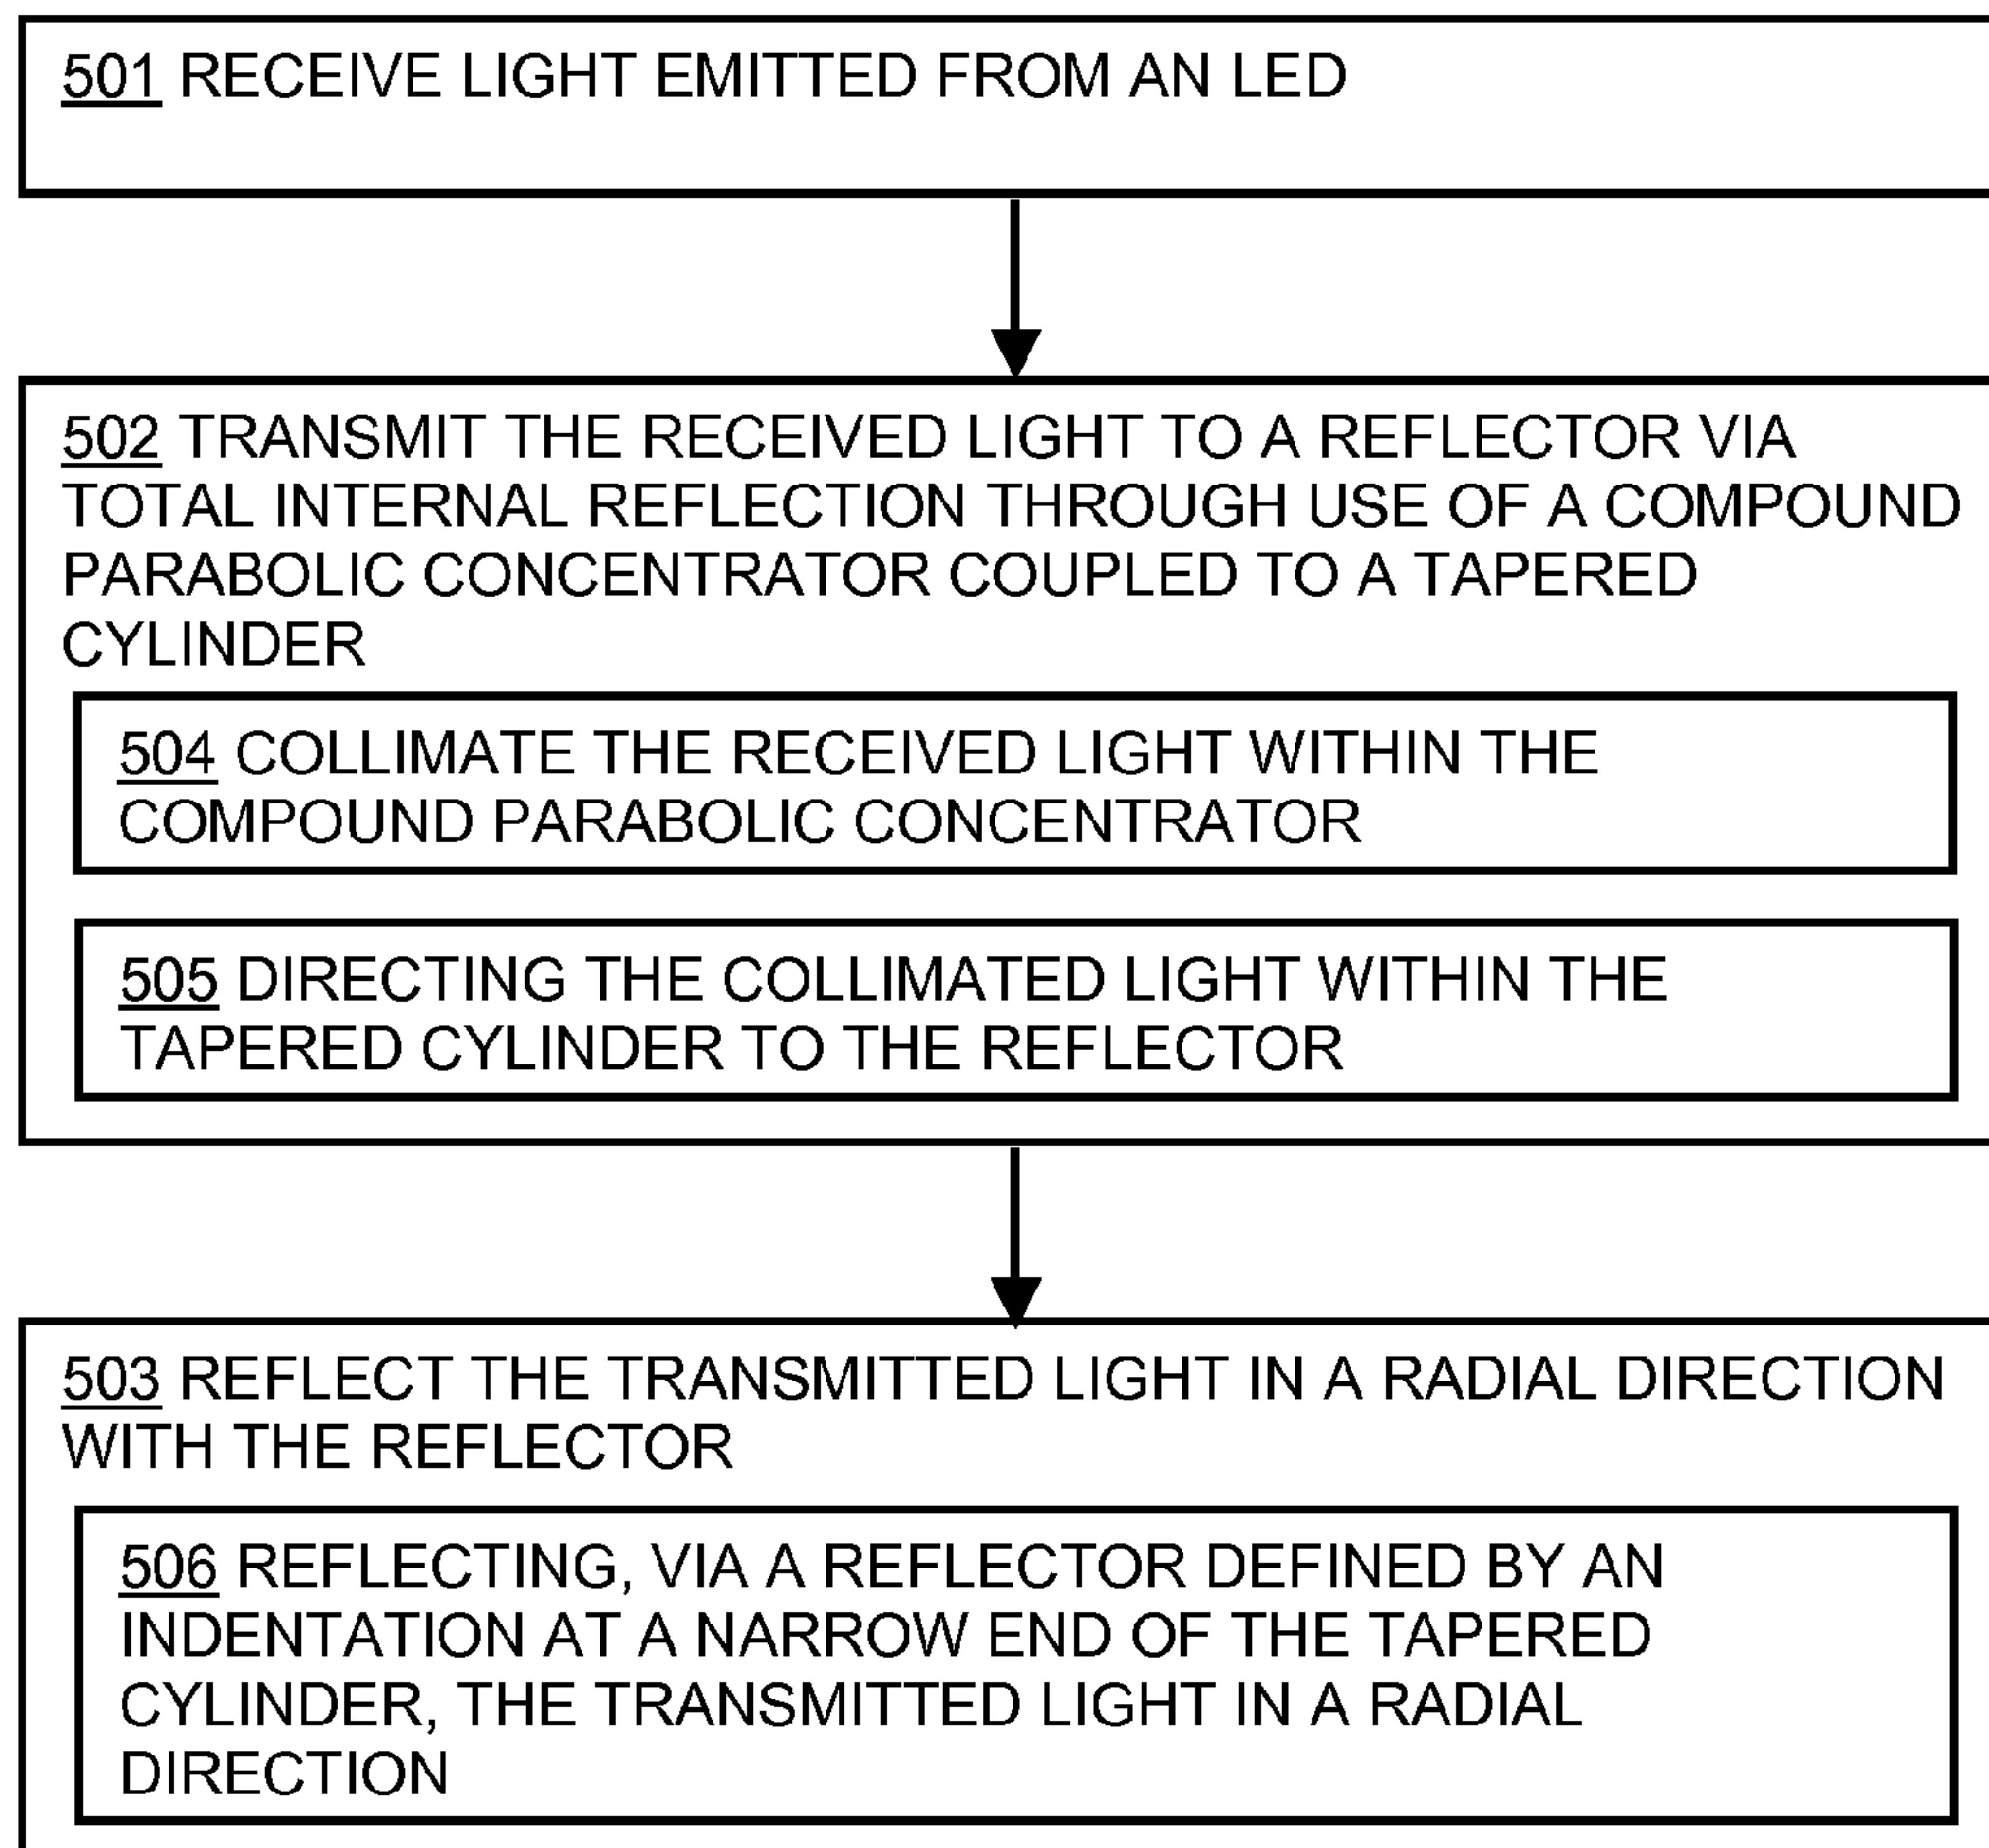 501 RECEIVE LIGHT EMITTED FROM AN LED
502 TRANSMIT THE RECEIVED LIGHT TO A REFLECTOR VIA
TOTAL INTERNAL REFLECTION THROUGH USE OF A COMPOUND
PARABOLIC CONCENTRATOR COUPLED TO A TAPERED
CYLINDER
504 COLLIMATE THE RECEIVED LIGHT WITHIN THE
COMPOUND PARABOLIC CONCENTRATOR
505 DIRECTING THE COLLIMATED LIGHT WITHIN THE
TAPERED CYLINDER TO THE REFLECTOR
503 REFLECT THE TRANSMITTED LIGHT IN A RADIAL DIRECTION
WITH THE REFLECTOR
506 REFLECTING, VIA A REFLECTOR DEFINED BY AN
INDENTATION AT A NARROW END OF THE TAPERED
CYLINDER, THE TRANSMITTED LIGHT IN A RADIAL
DIRECTION